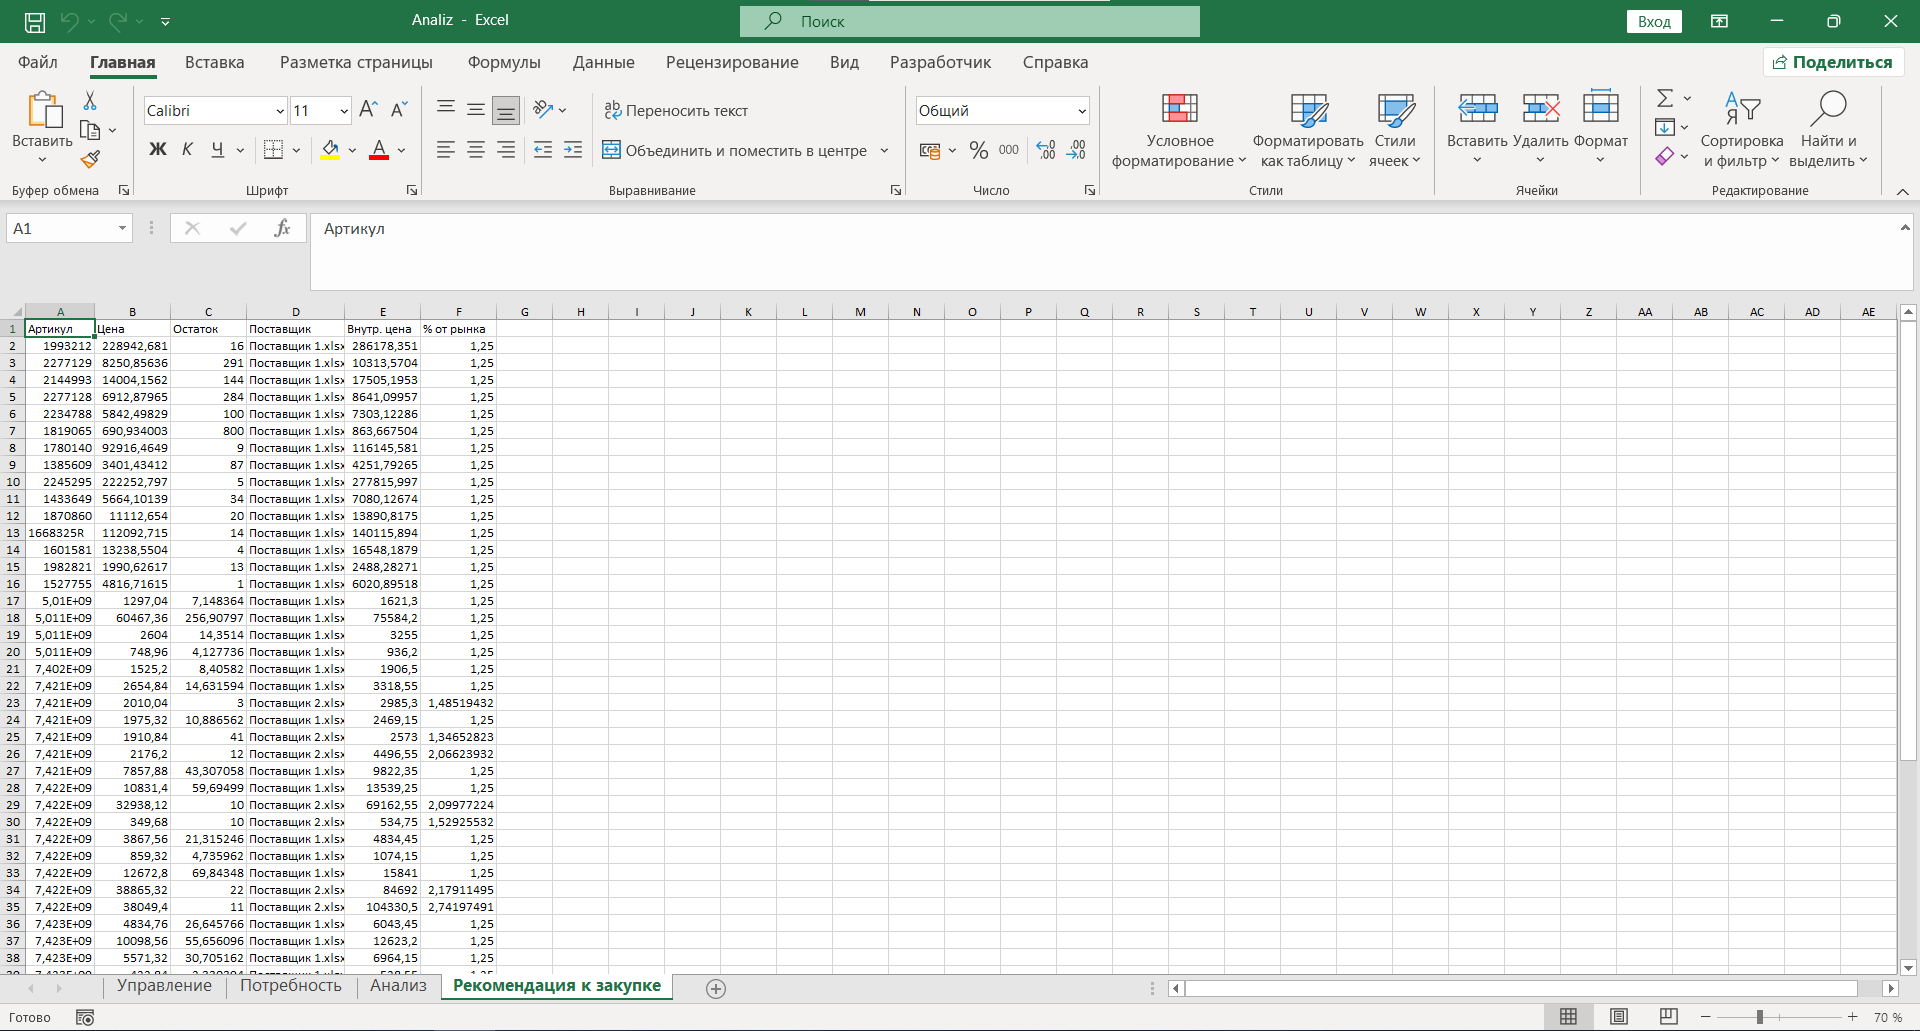 Analiz - Excel
Поиск
Вход
Файл Главная Вставка Разметка страницы Формулы Данные Рецензирование Вид Разработчик Справка
Поделиться
Вставить
Буфер обмена
Calibri 11
Ж К Ч
Шрифт
Переносить текст
Объединить и поместить в центре
Выравнивание
Общий
% 000
Число
Условное форматирование
Форматировать как таблицу
Стили ячеек
Стили
Вставить Удалить Формат
Ячейки
Сортировка и фильтр
Найти и выделить
Редактирование
A1 fx Артикул
A B C D E F G H I J K L M N O P Q R S T U V W X Y Z AA AB AC AD AE
1 Артикул Цена Остаток Поставщик Внутр. цена % от рынка
2 1993212 228942,681 16 Поставщик 1.xlsx 286178,351 1,25
3 2277129 8250,85636 291 Поставщик 1.xlsx 10313,5704 1,25
4 2144993 14004,1562 144 Поставщик 1.xlsx 17505,1953 1,25
5 2277128 6912,87965 284 Поставщик 1.xlsx 8641,09957 1,25
6 2234788 5842,49829 100 Поставщик 1.xlsx 7303,12286 1,25
7 1819065 690,934003 800 Поставщик 1.xlsx 863,667504 1,25
8 1780140 92916,4649 9 Поставщик 1.xlsx 116145,581 1,25
9 1385609 3401,43412 87 Поставщик 1.xlsx 4251,79265 1,25
10 2245295 222252,797 5 Поставщик 1.xlsx 277815,997 1,25
11 1433649 5664,10139 34 Поставщик 1.xlsx 7080,12674 1,25
12 1870860 11112,654 20 Поставщик 1.xlsx 13890,8175 1,25
13 1668325R 112092,715 14 Поставщик 1.xlsx 140115,894 1,25
14 1601581 13238,5504 4 Поставщик 1.xlsx 16548,1879 1,25
15 1982821 1990,62617 13 Поставщик 1.xlsx 2488,28271 1,25
16 1527755 4816,71615 1 Поставщик 1.xlsx 6020,89518 1,25
17 5,01E+09 1297,04 7,148364 Поставщик 1.xlsx 1621,3 1,25
18 5,011E+09 60467,36 256,90797 Поставщик 1.xlsx 75584,2 1,25
19 5,011E+09 2604 14,3514 Поставщик 1.xlsx 3255 1,25
20 5,011E+09 748,96 4,127736 Поставщик 1.xlsx 936,2 1,25
21 7,402E+09 1525,2 8,40582 Поставщик 1.xlsx 1906,5 1,25
22 7,421E+09 2654,84 14,631594 Поставщик 1.xlsx 3318,55 1,25
23 7,421E+09 2010,04 3 Поставщик 2.xlsx 2985,3 1,48519432
24 7,421E+09 1975,32 10,886562 Поставщик 1.xlsx 2469,15 1,25
25 7,421E+09 1910,84 41 Поставщик 2.xlsx 2573 1,34652823
26 7,421E+09 2176,2 12 Поставщик 2.xlsx 4496,55 2,06623932
27 7,421E+09 7857,88 43,307058 Поставщик 1.xlsx 9822,35 1,25
28 7,422E+09 10831,4 59,69499 Поставщик 1.xlsx 13539,25 1,25
29 7,422E+09 32938,12 10 Поставщик 2.xlsx 69162,55 2,09977224
30 7,422E+09 349,68 10 Поставщик 2.xlsx 534,75 1,52925532
31 7,422E+09 3867,56 21,315246 Поставщик 1.xlsx 4834,45 1,25
32 7,422E+09 859,32 4,735962 Поставщик 1.xlsx 1074,15 1,25
33 7,422E+09 12672,8 69,84348 Поставщик 1.xlsx 15841 1,25
34 7,422E+09 38865,32 22 Поставщик 2.xlsx 84692 2,17911495
35 7,422E+09 38049,4 11 Поставщик 2.xlsx 104330,5 2,74197491
36 7,423E+09 4834,76 26,645766 Поставщик 1.xlsx 6043,45 1,25
37 7,423E+09 10098,56 55,656096 Поставщик 1.xlsx 12623,2 1,25
38 7,423E+09 5571,32 30,705162 Поставщик 1.xlsx 6964,15 1,25
Управление Потребность Анализ Рекомендация к закупке
Готово
70 %